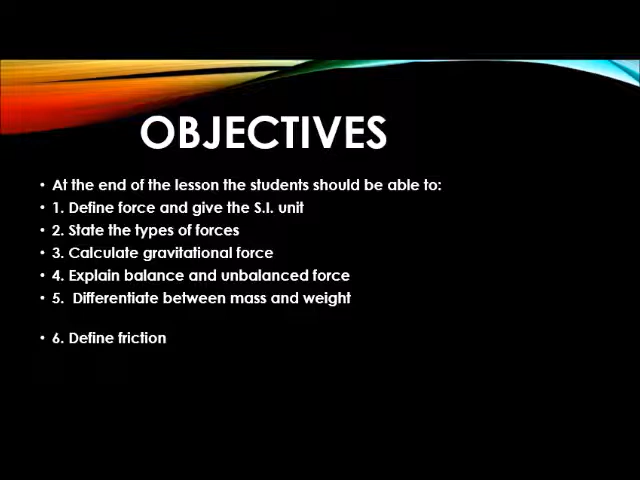 OBJECTIVES
• At the end of the lesson the students should be able to:
• 1. Define force and give the S.I. unit
• 2. State the types of forces
• 3. Calculate gravitational force
• 4. Explain balance and unbalanced force
• 5.  Differentiate between mass and weight
• 6. Define friction